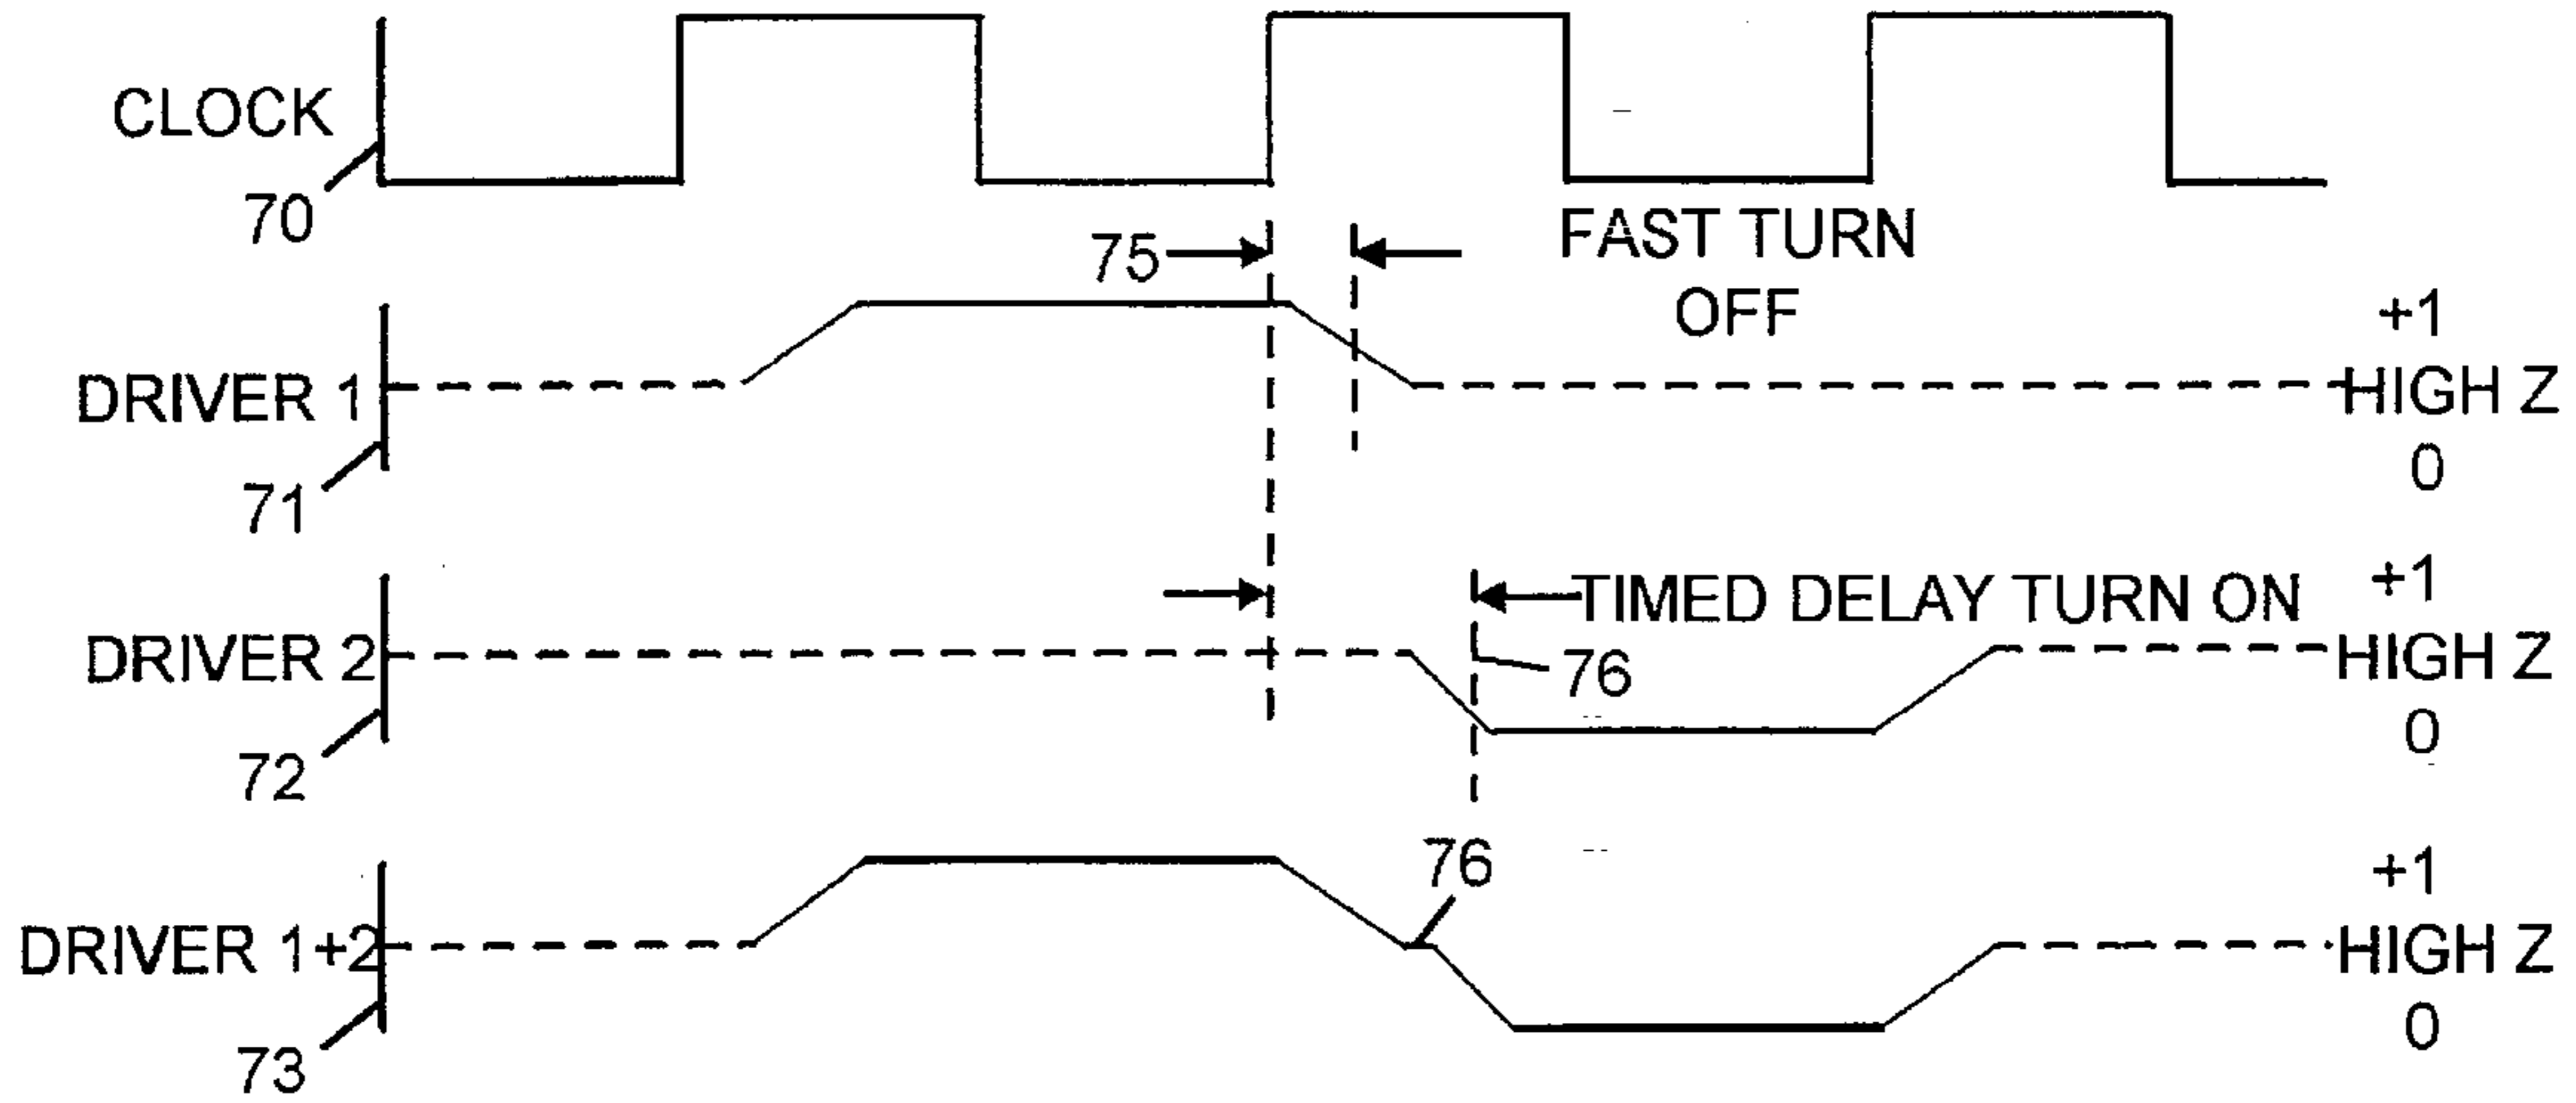 CLOCK
70
75
FAST TURN
OFF
+1
DRIVER 1
HIGH Z
71
0
TIMED DELAY TURN ON
+1
DRIVER 2
76
HIGH Z
72
0
76
+1
DRIVER 1+2
HIGH Z
73
0